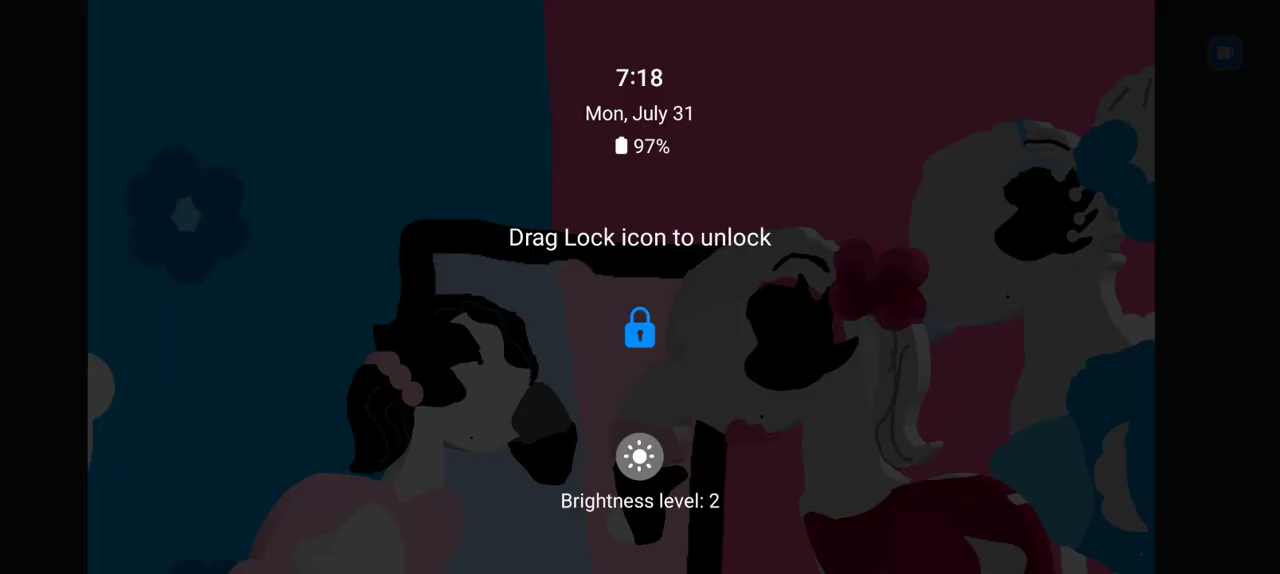 7:18
Mon, July 31
97%
Drag Lock icon to unlock
Brightness level: 2